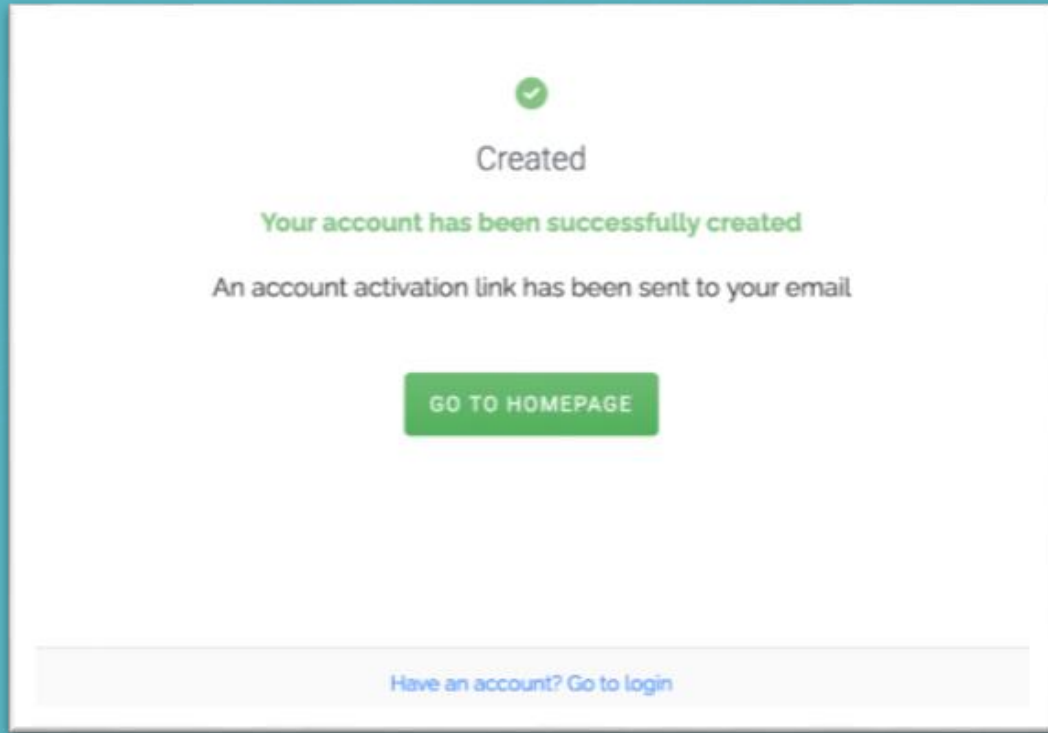 Created
Your account has been successfully created
An account activation link has been sent to your email
GO TO HOMEPAGE
Have an account? Go to login